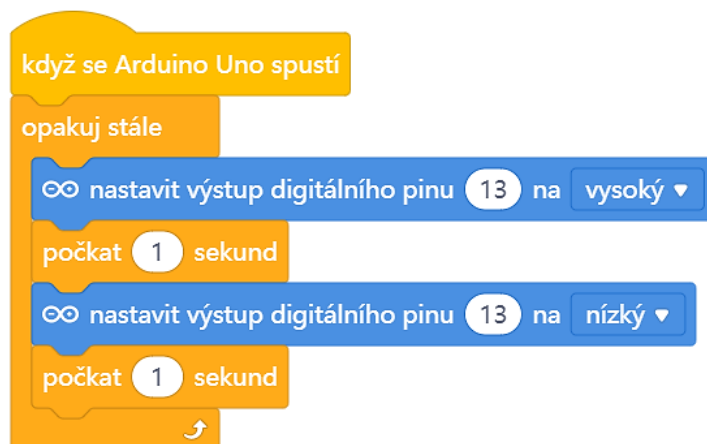 když se Arduino Uno spustí
opakuj stále
nastavit výstup digitálního pinu 13 na vysoký
počkat 1 sekund
nastavit výstup digitálního pinu 13 na nízký
počkat 1 sekund